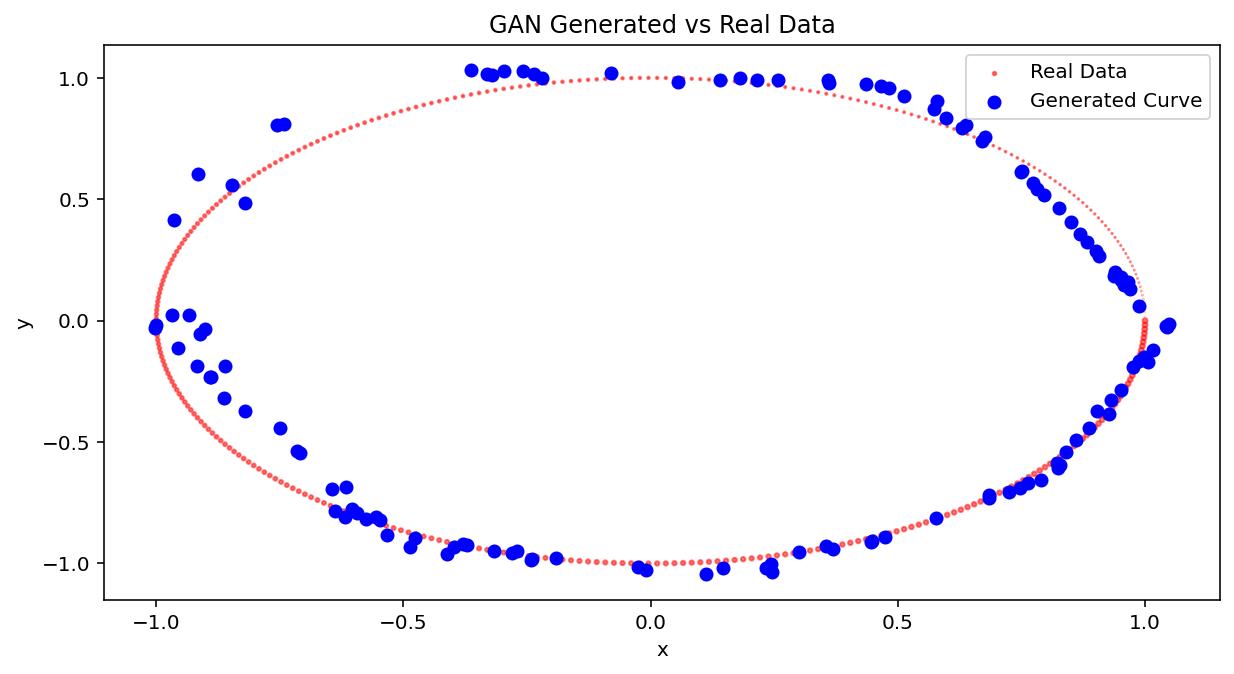 GAN Generated vs Real Data
Real Data
Generated Curve
1.0
0.5
0.0
−0.5
−1.0
y
−1.0 −0.5 0.0 0.5 1.0
x